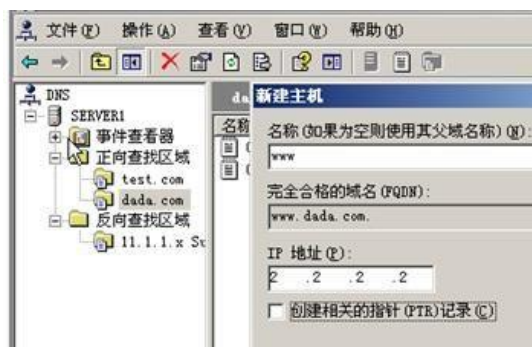 文件(F) 操作(A) 查看(V) 窗口(W) 帮助(H)
DNS
SERVER1
事件查看器
正向查找区域
test.com
dada.com
反向查找区域
11.1.1.x Su
da
名称
新建主机
名称(如果为空则使用其父域名称)(N):
www
完全合格的域名(FQDN):
www.dada.com.
IP 地址(P):
2 .2 .2 .2
创建相关的指针(PTR)记录(C)